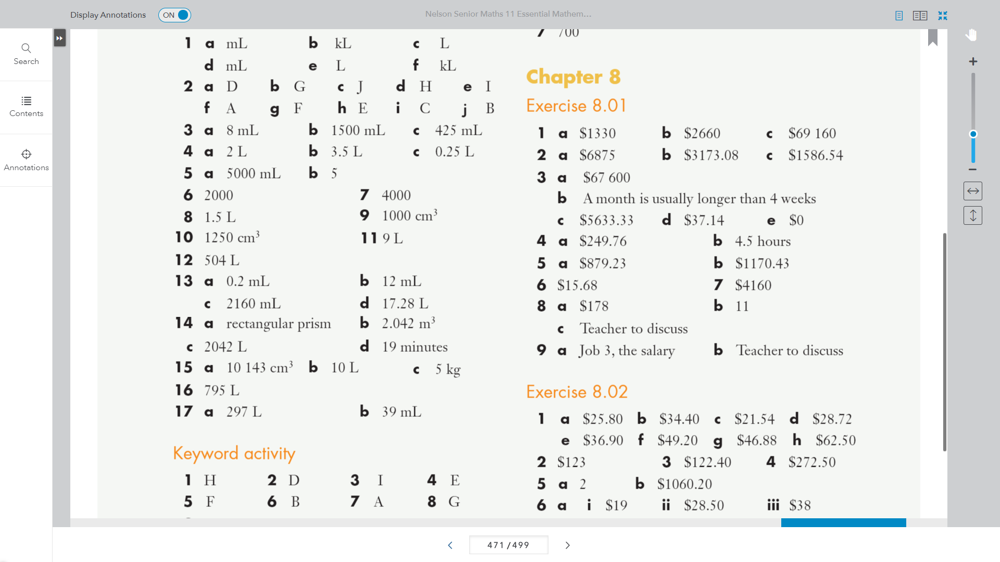 Display Annotations ON
Nelson Senior Maths 11 Essential Mathem...
Search
Contents
Annotations
1 a mL b kL c L
d mL e L f kL
2 a D b G c J d H e I
f A g F h E i C j B
3 a 8 mL b 1500 mL c 425 mL
4 a 2 L b 3.5 L c 0.25 L
5 a 5000 mL b 5
6 2000 7 4000
8 1.5 L 9 1000 cm³
10 1250 cm³ 11 9 L
12 504 L
13 a 0.2 mL b 12 mL
c 2160 mL d 17.28 L
14 a rectangular prism b 2.042 m³
c 2042 L d 19 minutes
15 a 10 143 cm³ b 10 L c 5 kg
16 795 L
17 a 297 L b 39 mL
Keyword activity
1 H 2 D 3 I 4 E
5 F 6 B 7 A 8 G
7 700
Chapter 8
Exercise 8.01
1 a $1330 b $2660 c $69 160
2 a $6875 b $3173.08 c $1586.54
3 a $67 600
b A month is usually longer than 4 weeks
c $5633.33 d $37.14 e $0
4 a $249.76 b 4.5 hours
5 a $879.23 b $1170.43
6 $15.68 7 $4160
8 a $178 b 11
c Teacher to discuss
9 a Job 3, the salary b Teacher to discuss
Exercise 8.02
1 a $25.80 b $34.40 c $21.54 d $28.72
e $36.90 f $49.20 g $46.88 h $62.50
2 $123 3 $122.40 4 $272.50
5 a 2 b $1060.20
6 a i $19 ii $28.50 iii $38
471 / 499